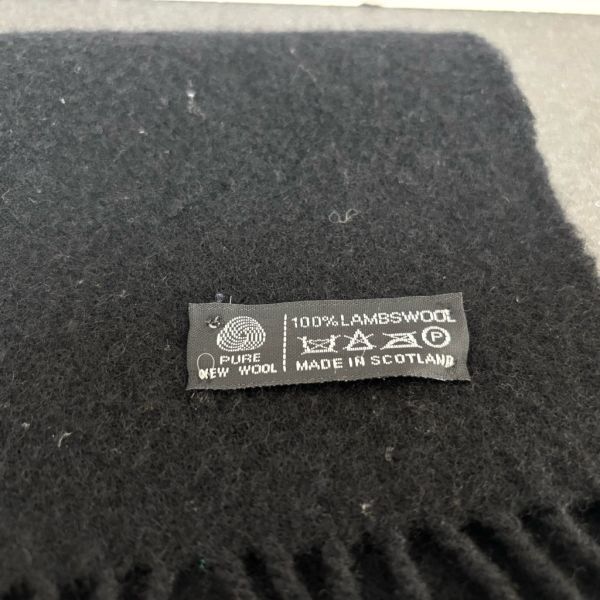 PURE
NEW WOOL
100% LAMBSWOOL
P
MADE IN SCOTLAND